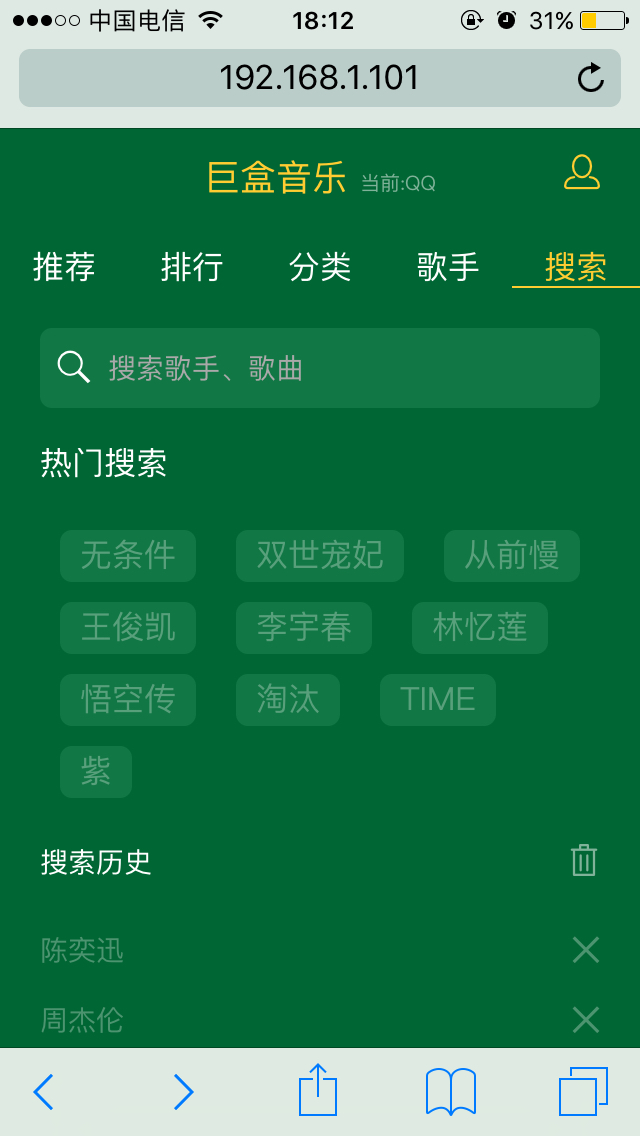 中国电信 18:12 31%
192.168.1.101
巨盒音乐 当前:QQ
推荐 排行 分类 歌手 搜索
搜索歌手、歌曲
热门搜索
无条件 双世宠妃 从前慢
王俊凯 李宇春 林忆莲
悟空传 淘汰 TIME
紫
搜索历史
陈奕迅
周杰伦